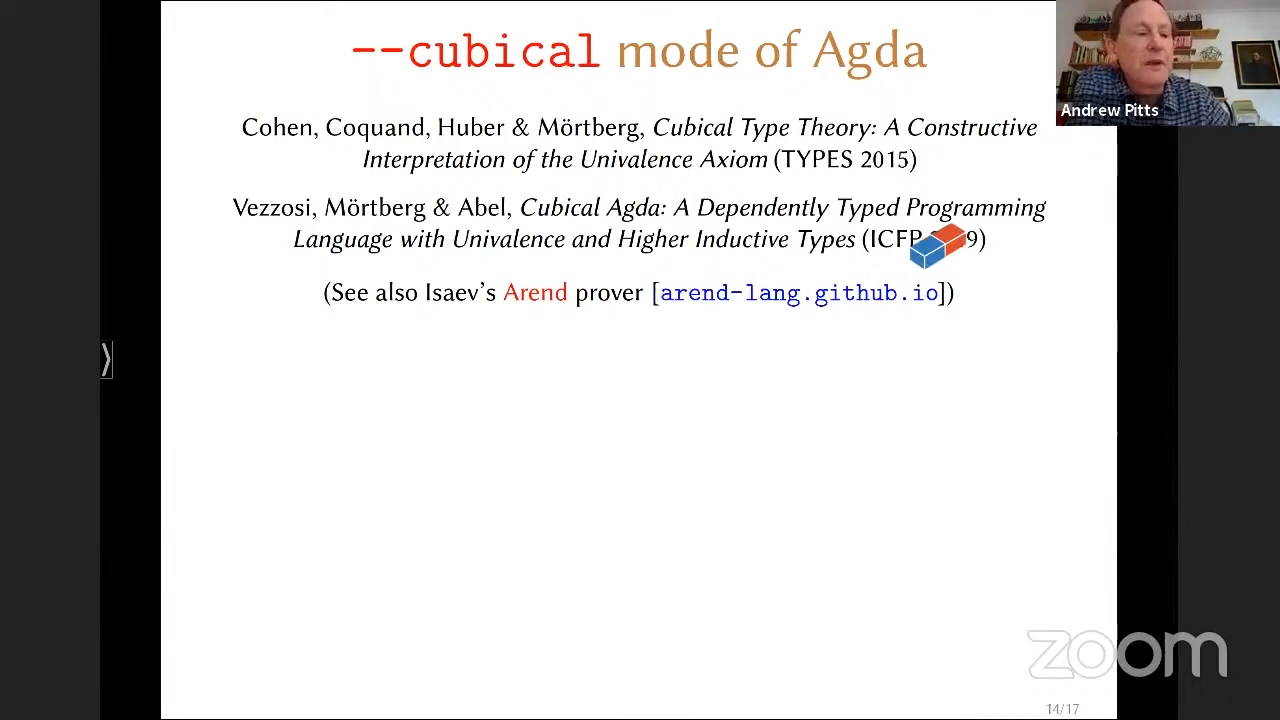 --cubical mode of Agda
Andrew Pitts
Cohen, Coquand, Huber & Mörtberg, Cubical Type Theory: A Constructive
Interpretation of the Univalence Axiom (TYPES 2015)
Vezzosi, Mörtberg & Abel, Cubical Agda: A Dependently Typed Programming
Language with Univalence and Higher Inductive Types
(See also Isaev's Arend prover [arend-lang.github.io])
zoom
14/17